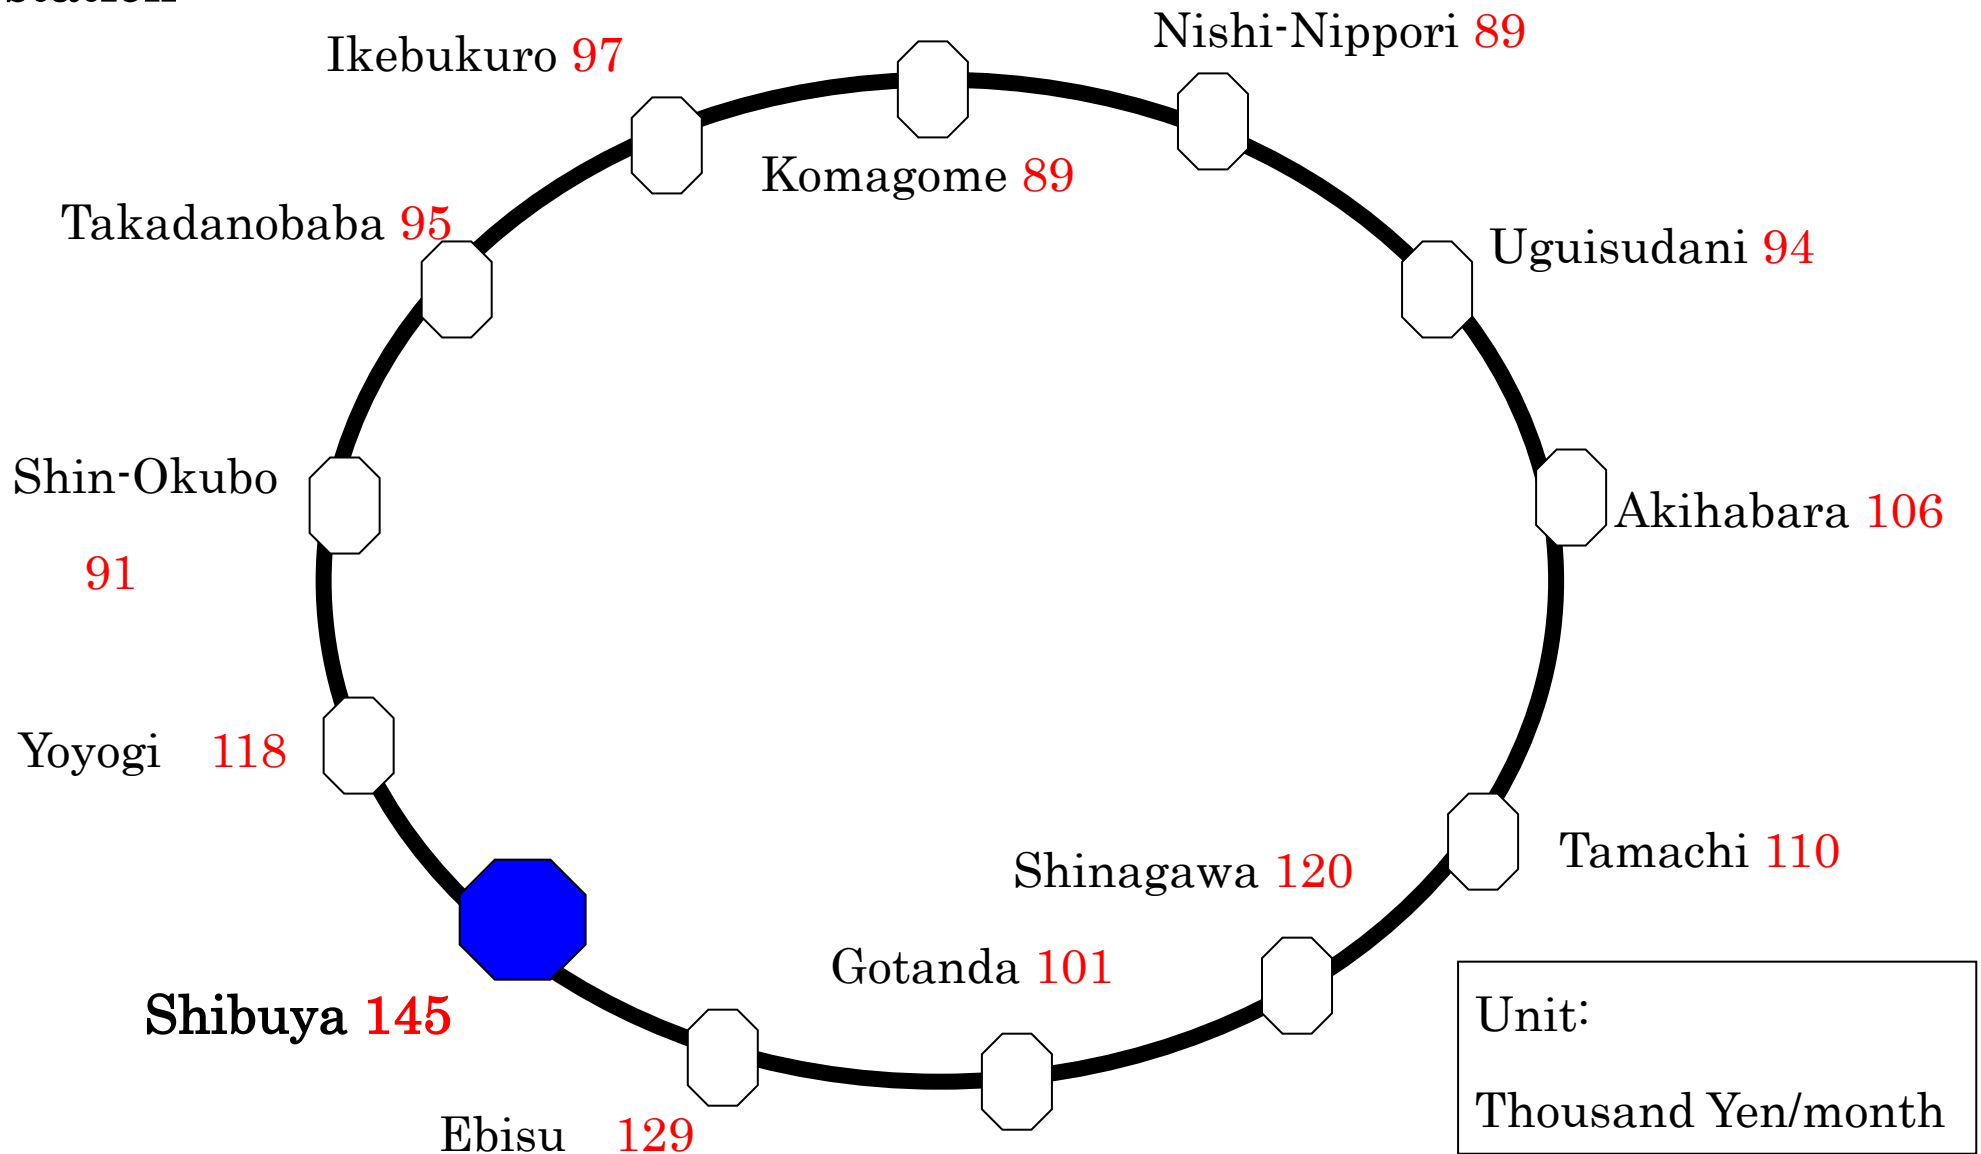 station
Nishi-Nippori 89
Ikebukuro 97
Komagome 89
Takadanobaba 95
Uguisudani 94
Shin-Okubo
91
Akihabara 106
Yoyogi 118
Tamachi 110
Shinagawa 120
Gotanda 101
Shibuya 145
Ebisu 129
Unit:
Thousand Yen/month